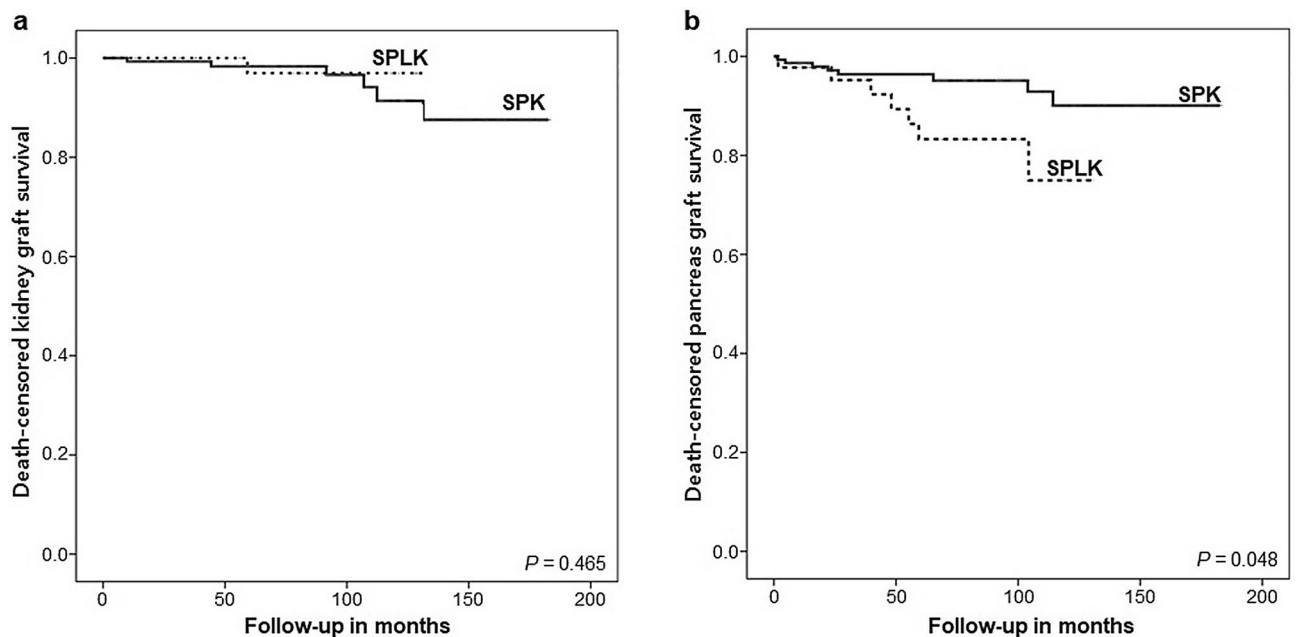 a
Death-censored kidney graft survival
1.0
0.8
0.6
0.4
0.2
0.0
SPLK
SPK
P = 0.465
0 50 100 150 200
Follow-up in months
b
Death-censored pancreas graft survival
1.0
0.8
0.6
0.4
0.2
0.0
SPK
SPLK
P = 0.048
0 50 100 150 200
Follow-up in months